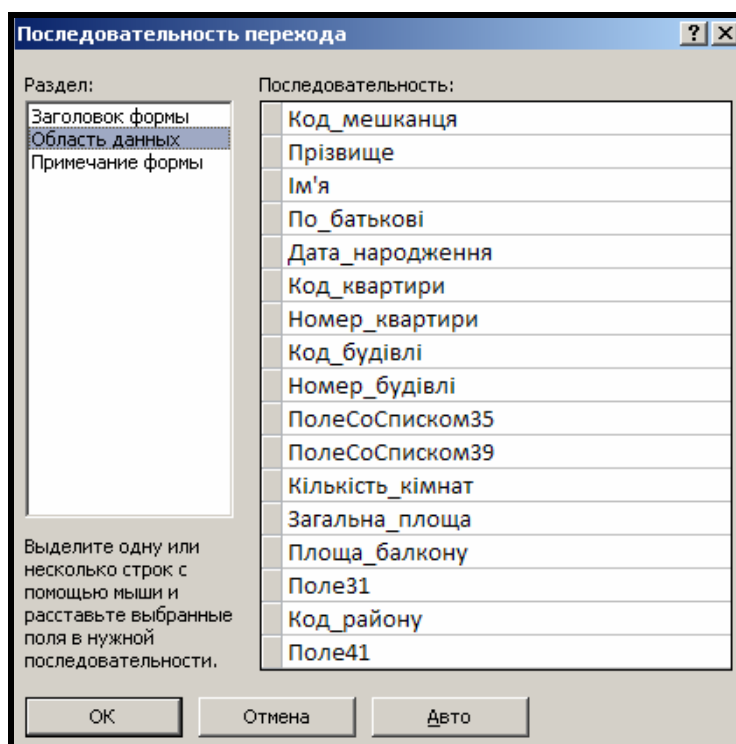 Последовательность перехода
Раздел:
Заголовок формы
Область данных
Примечание формы
Выделите одну или
несколько строк с
помощью мыши и
расставьте выбранные
поля в нужной
последовательности.
Последовательность:
Код_мешканця
Прізвище
Ім'я
По_батькові
Дата_народження
Код_квартири
Номер_квартири
Код_будівлі
Номер_будівлі
ПолеСоСписком35
ПолеСоСписком39
Кількість_кімнат
Загальна_площа
Площа_балкону
Поле31
Код_району
Поле41
ОК
Отмена
Авто